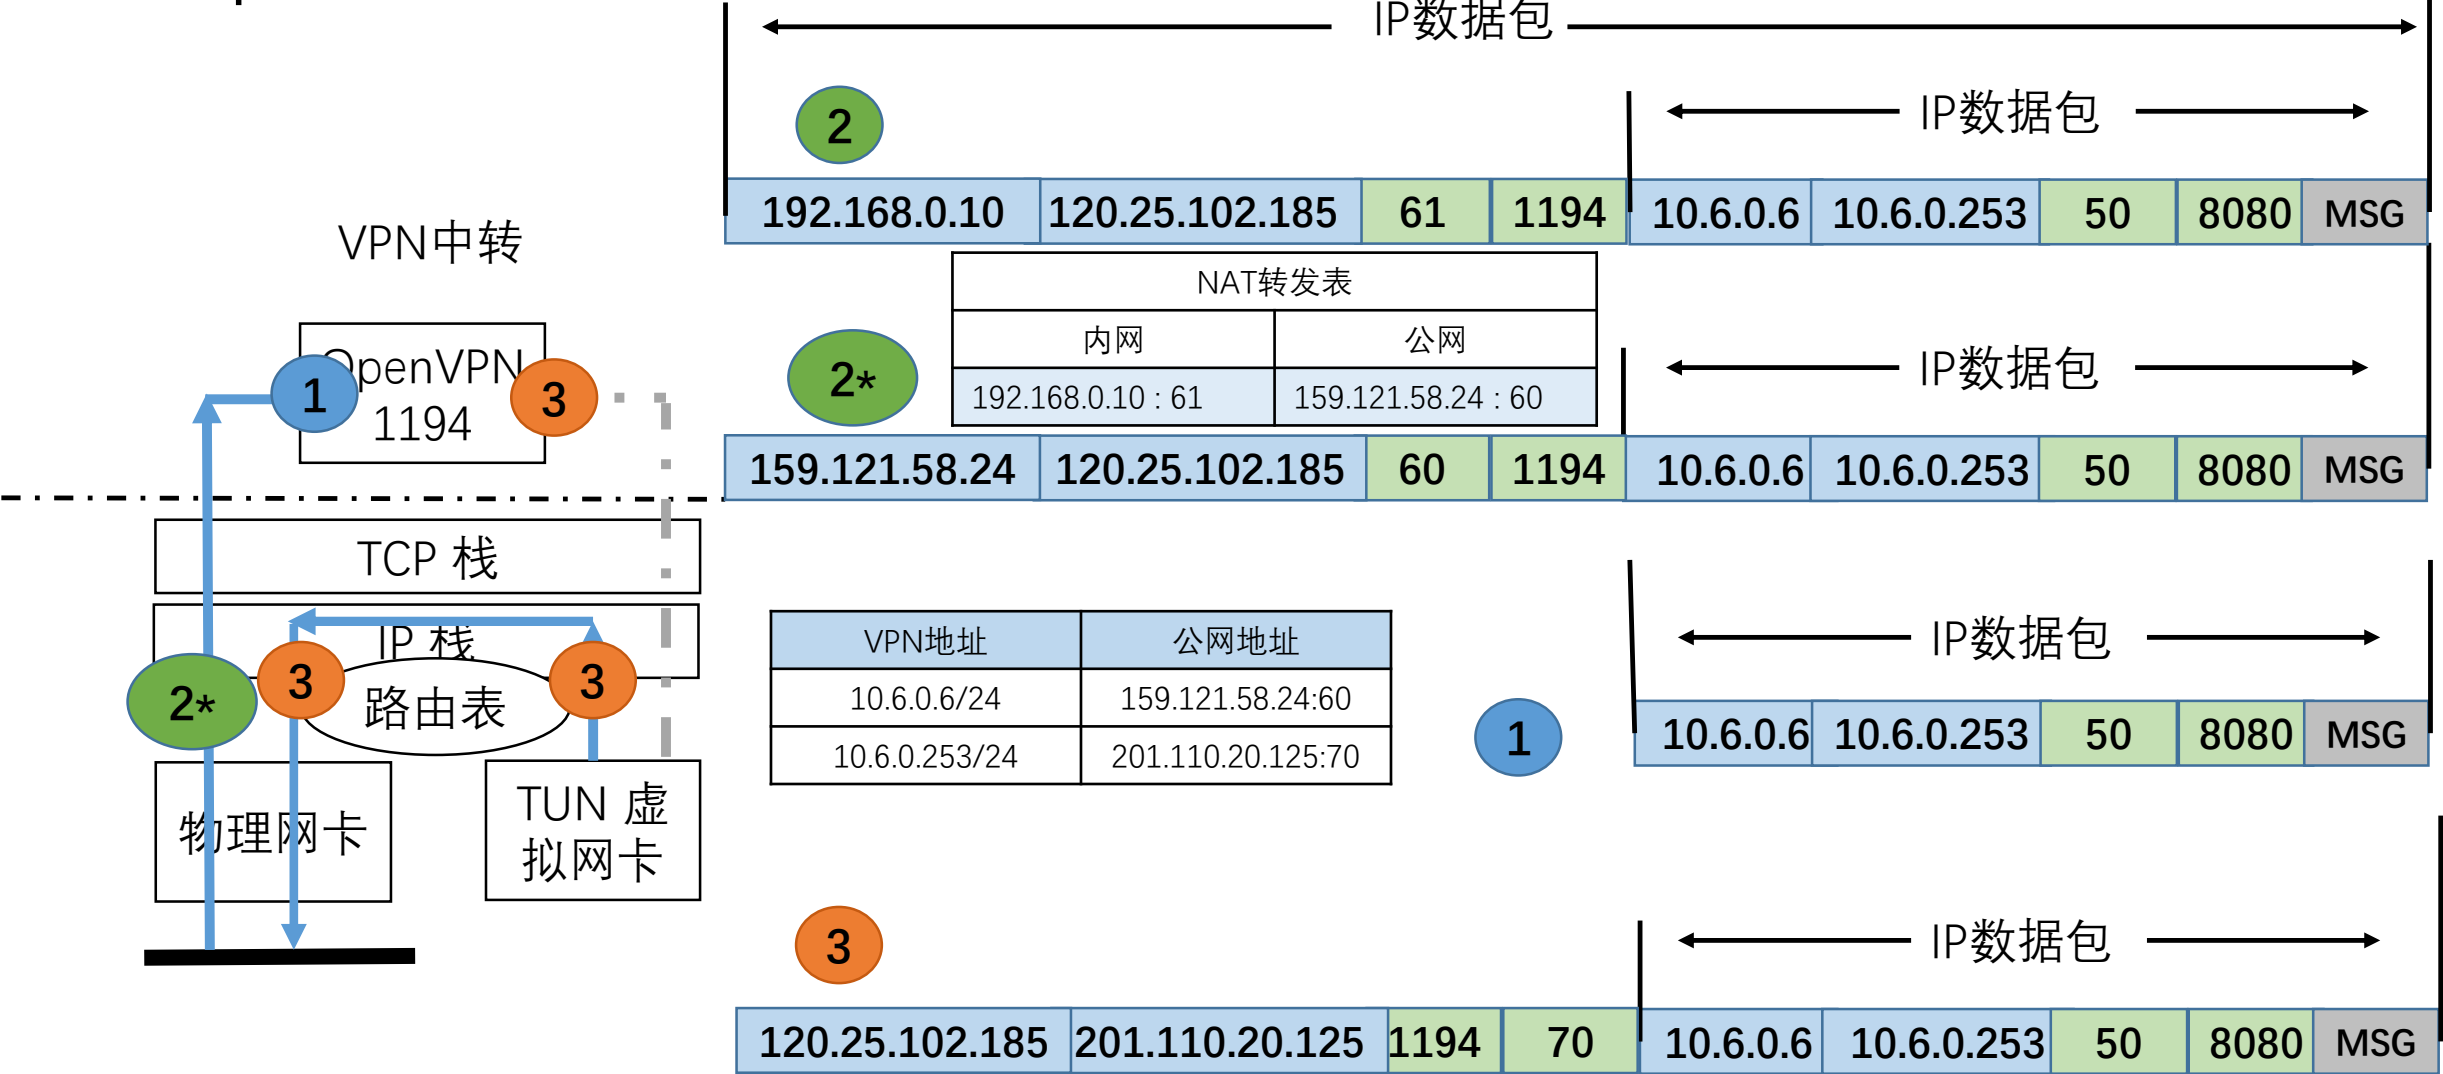 IP数据包
2
IP数据包
192.168.0.10 120.25.102.185 61 1194 10.6.0.6 10.6.0.253 50 8080 MSG
VPN中转
NAT转发表
内网 公网
192.168.0.10 : 61 159.121.58.24 : 60
2*
IP数据包
OpenVPN
1194
1
3
159.121.58.24 120.25.102.185 60 1194 10.6.0.6 10.6.0.253 50 8080 MSG
TCP 栈
IP 栈
2*
3
路由表
3
物理网卡
TUN 虚
拟网卡
VPN地址 公网地址
10.6.0.6/24 159.121.58.24:60
10.6.0.253/24 201.110.20.125:70
IP数据包
1
10.6.0.6 10.6.0.253 50 8080 MSG
3
IP数据包
120.25.102.185 201.110.20.125 1194 70 10.6.0.6 10.6.0.253 50 8080 MSG